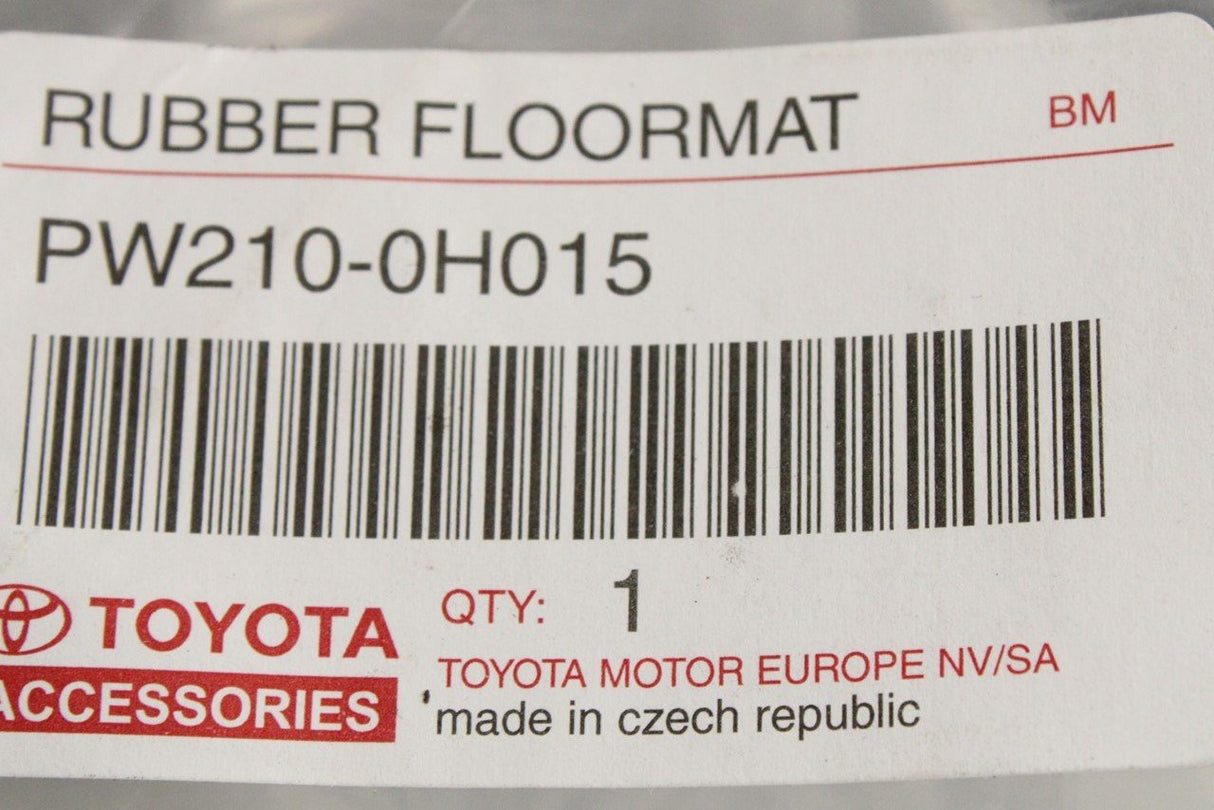 RUBBER FLOORMAT BM
PW210-0H015
TOYOTA
ACCESSORIES
QTY: 1
TOYOTA MOTOR EUROPE NV/SA
made in czech republic